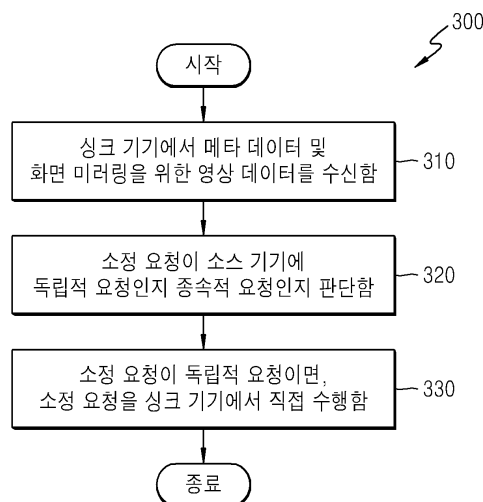 300
시작
싱크 기기에서 메타 데이터 및
화면 미러링을 위한 영상 데이터를 수신함
310
소정 요청이 소스 기기에
독립적 요청인지 종속적 요청인지 판단함
320
소정 요청이 독립적 요청이면,
소정 요청을 싱크 기기에서 직접 수행함
330
종료